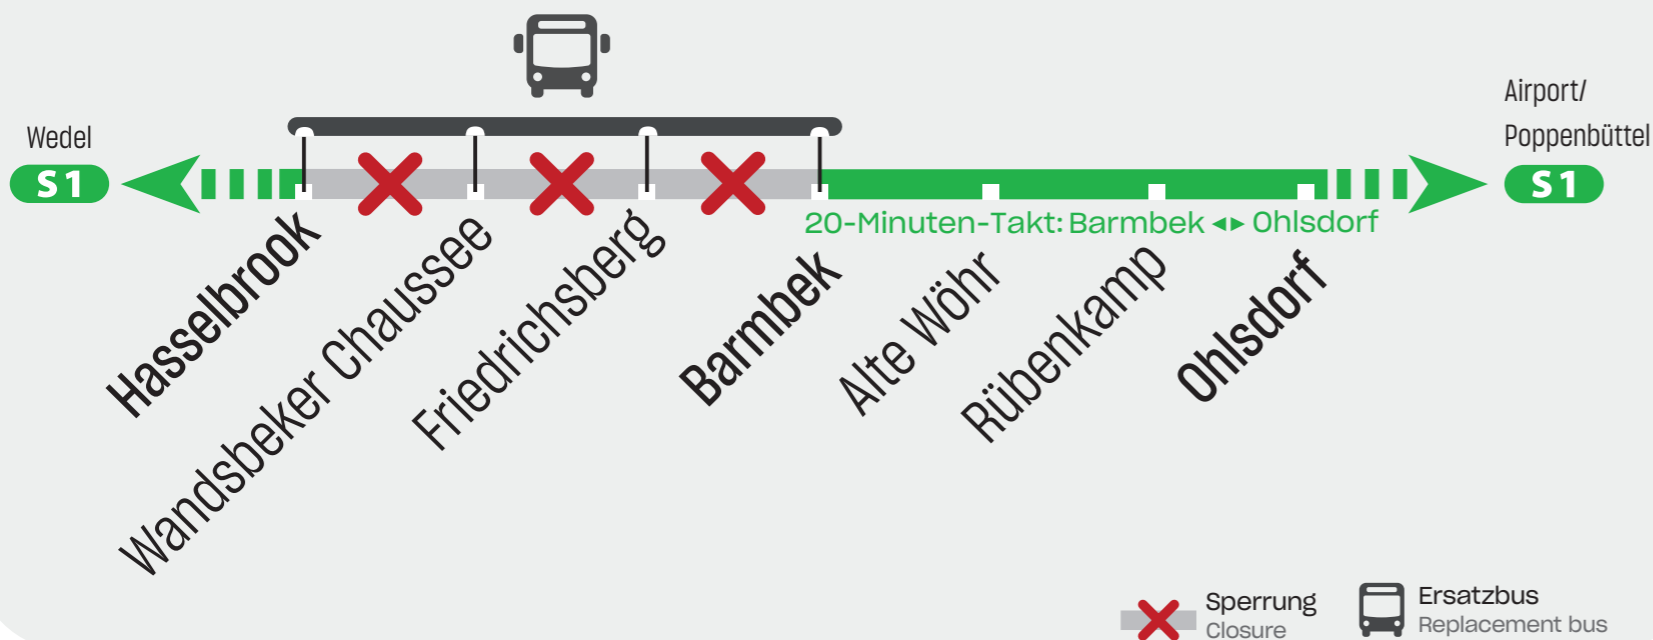 Wedel
S1
Airport/
Poppenbüttel
S1
20-Minuten-Takt: Barmbek ◂▸ Ohlsdorf
Hasselbrook
Wandsbeker Chaussee
Friedrichsberg
Barmbek
Alte Wöhr
Rübenkamp
Ohlsdorf
Sperrung
Closure
Ersatzbus
Replacement bus